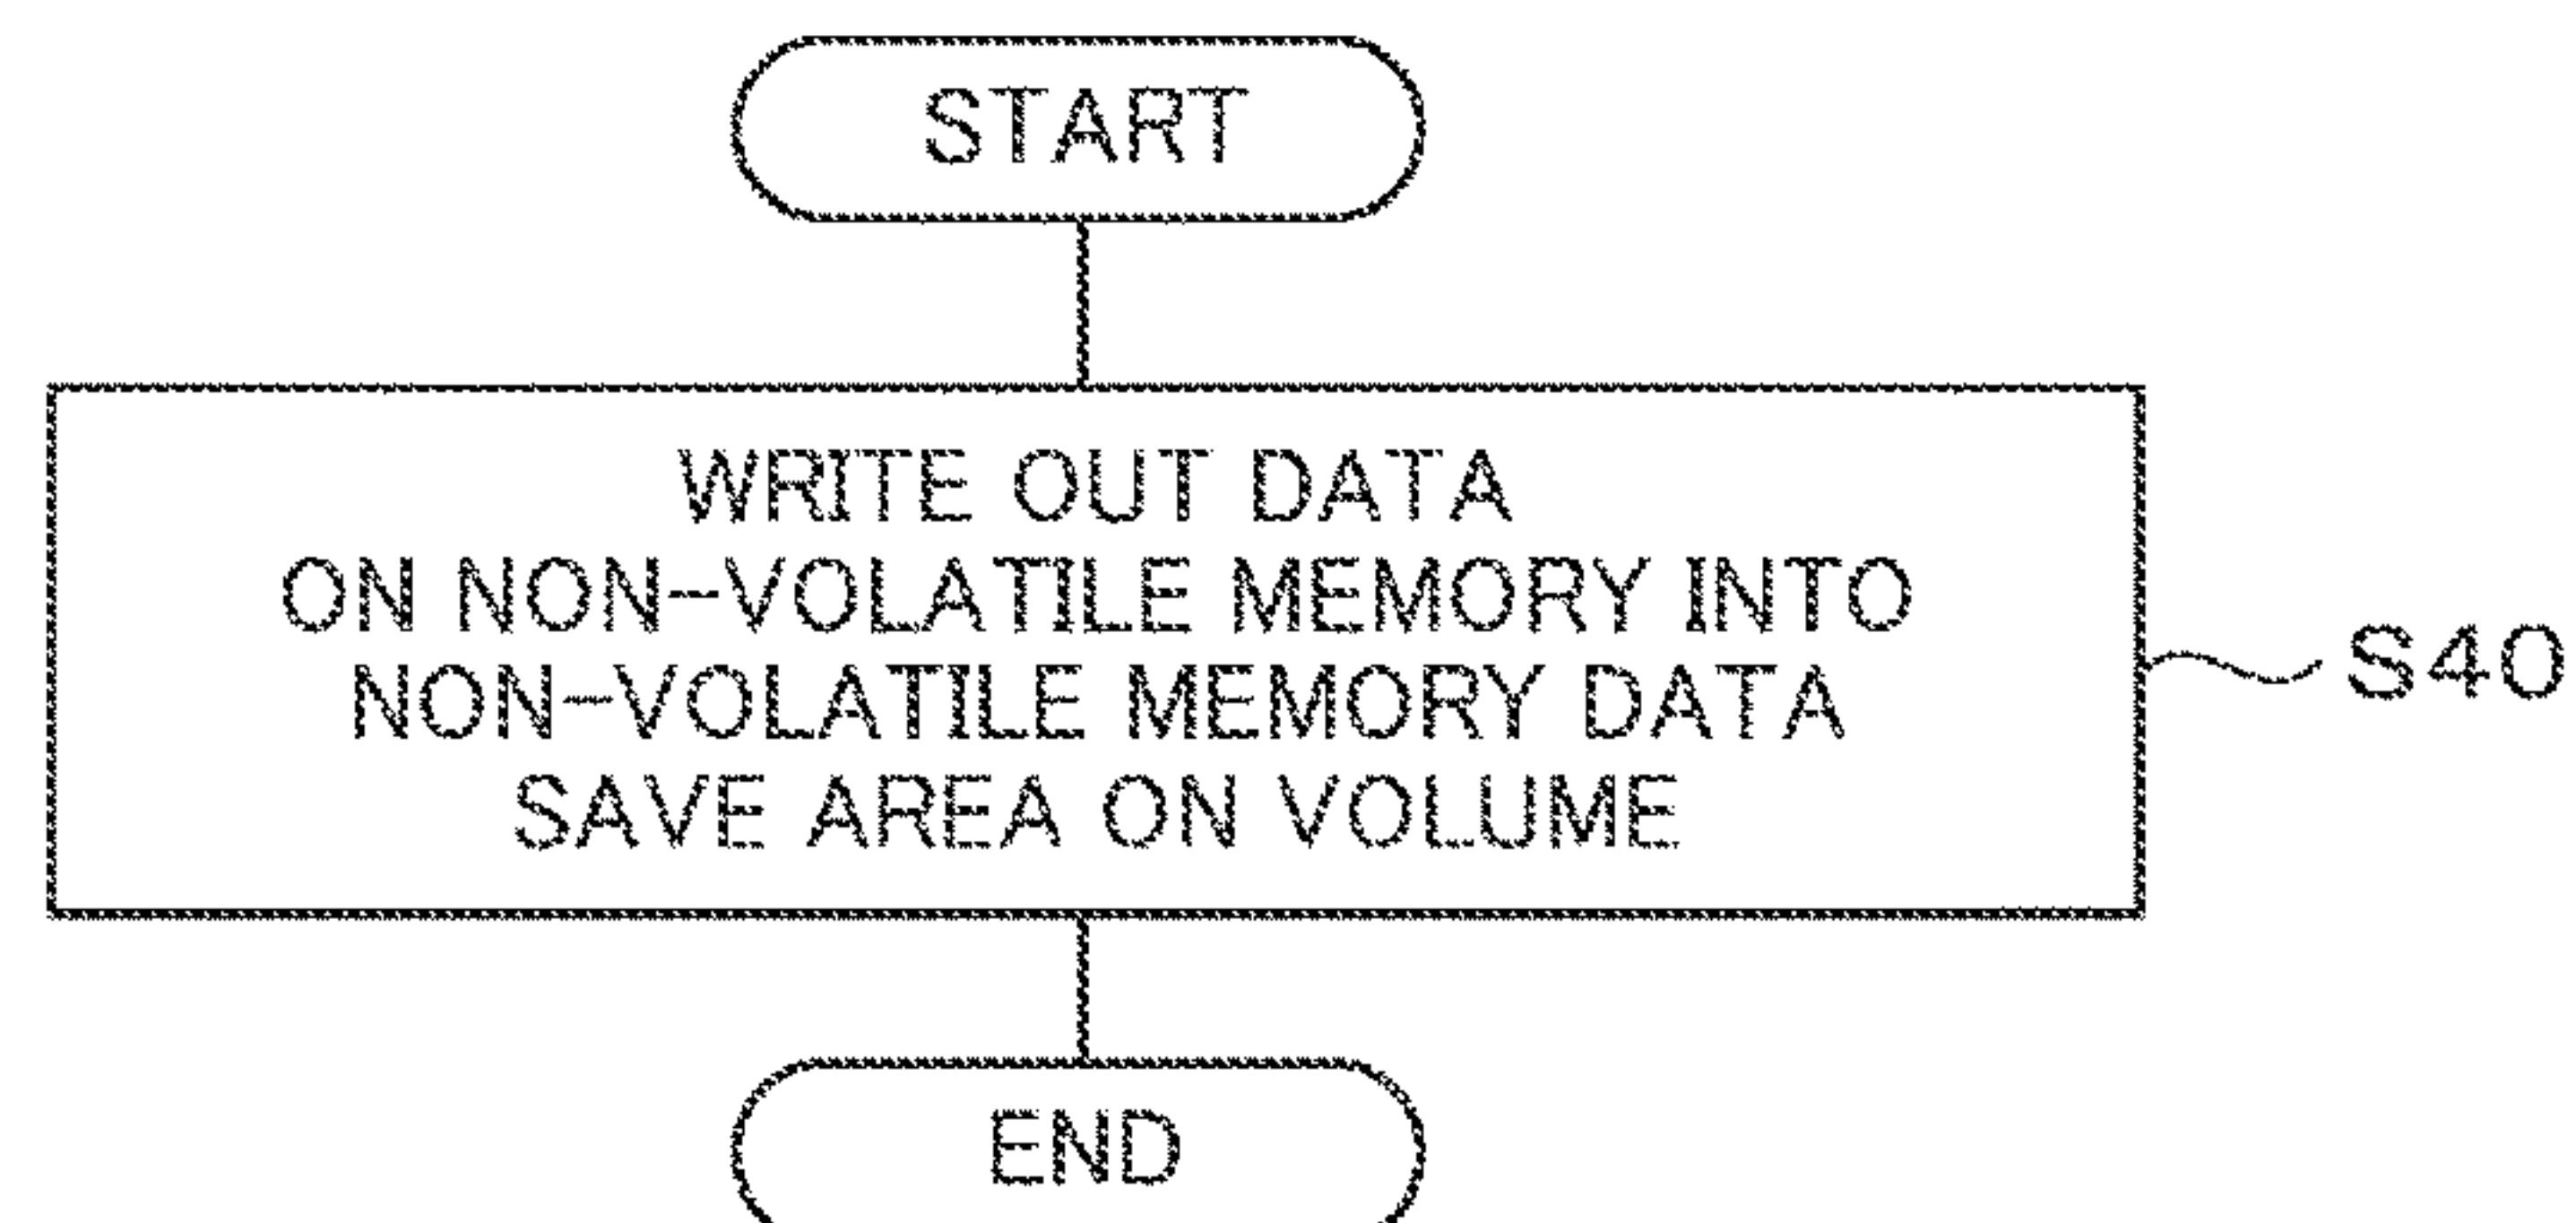 START
WRITE OUT DATA
ON NON-VOLATILE MEMORY INTO
NON-VOLATILE MEMORY DATA
SAVE AREA ON VOLUME
S40
END